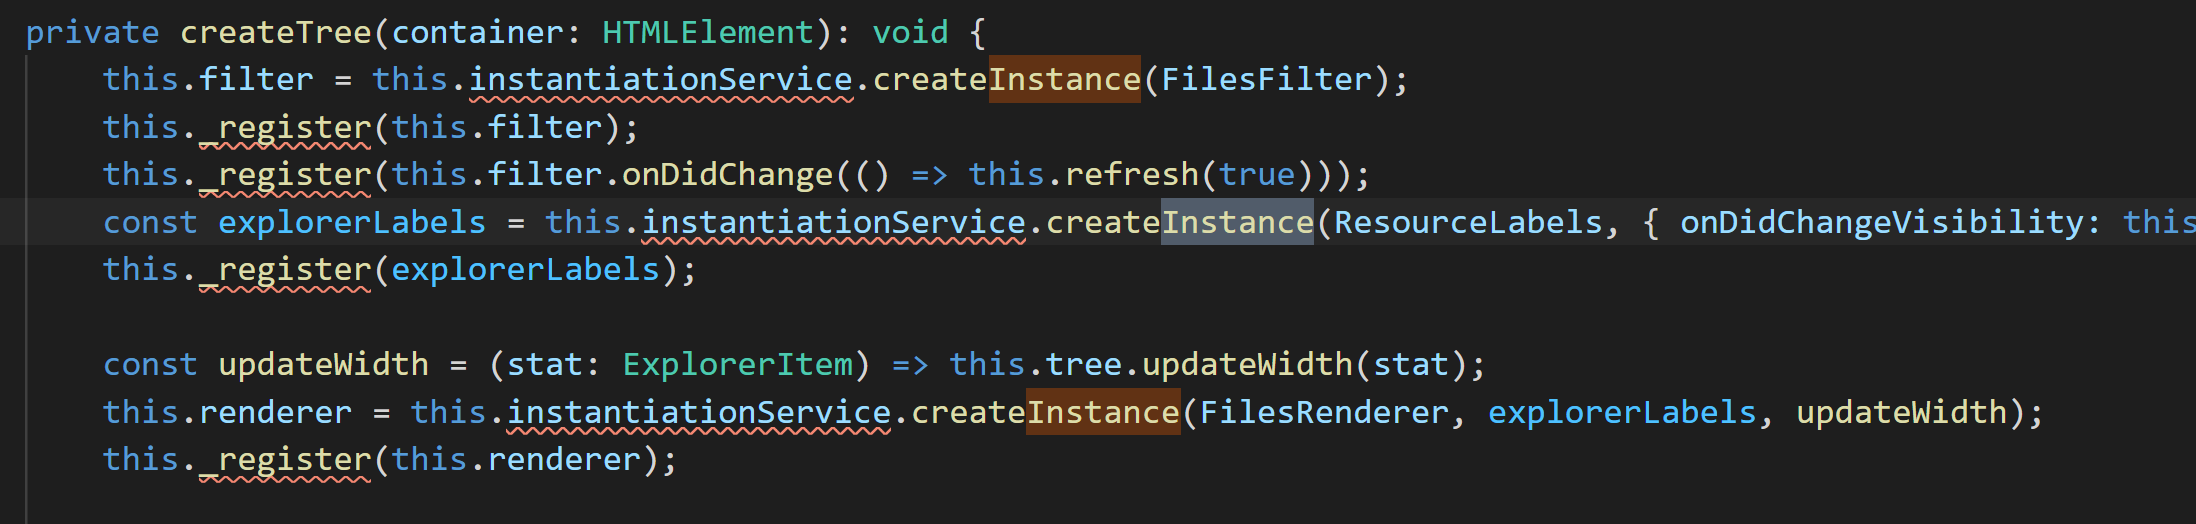 private createTree(container: HTMLElement): void {
this.filter = this.instantiationService.createInstance(FilesFilter);
this._register(this.filter);
this._register(this.filter.onDidChange(() => this.refresh(true)));
const explorerLabels = this.instantiationService.createInstance(ResourceLabels, { onDidChangeVisibility: this
this._register(explorerLabels);
const updateWidth = (stat: ExplorerItem) => this.tree.updateWidth(stat);
this.renderer = this.instantiationService.createInstance(FilesRenderer, explorerLabels, updateWidth);
this._register(this.renderer);